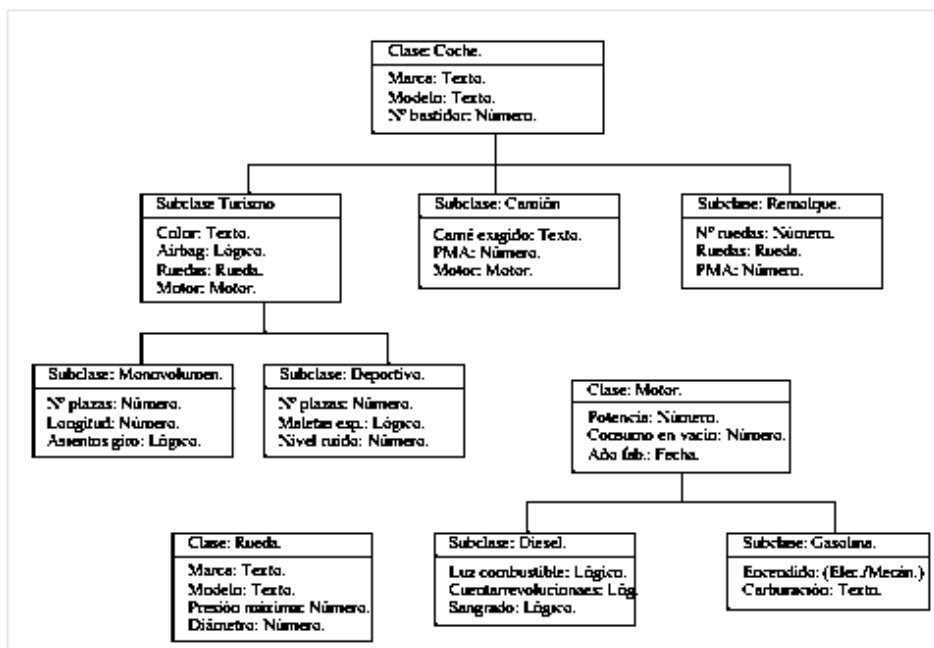 Clase: Coche.
Marca: Texto.
Modelo: Texto.
Nº bastidor: Número.
Subclase Turismo
Color: Texto.
Airbag: Lógico.
Ruedas: Rueda.
Motor: Motor.
Subclase: Camión
Carné exigido: Texto.
PMA: Número.
Motor: Motor.
Subclase: Remolque.
Nº ruedas: Número.
Ruedas: Rueda.
PMA: Número.
Subclase: Monovolumen.
Nº plazas: Número.
Longitud: Número.
Asientos giro: Lógico.
Subclase: Deportivo.
Nº plazas: Número.
Maletas esp.: Lógico.
Nivel ruido: Número.
Clase: Motor.
Potencia: Número.
Consumo en vacío: Número.
Año fab.: Fecha.
Clase: Rueda.
Marca: Texto.
Modelo: Texto.
Presión máxima: Número.
Diámetro: Número.
Subclase: Diesel.
Luz combustible: Lógico.
Cuentarrevolucionaes: Lóg.
Sangrado: Lógico.
Subclase: Gasolina.
Encendido: (Elec./Mecán.)
Carburación: Texto.